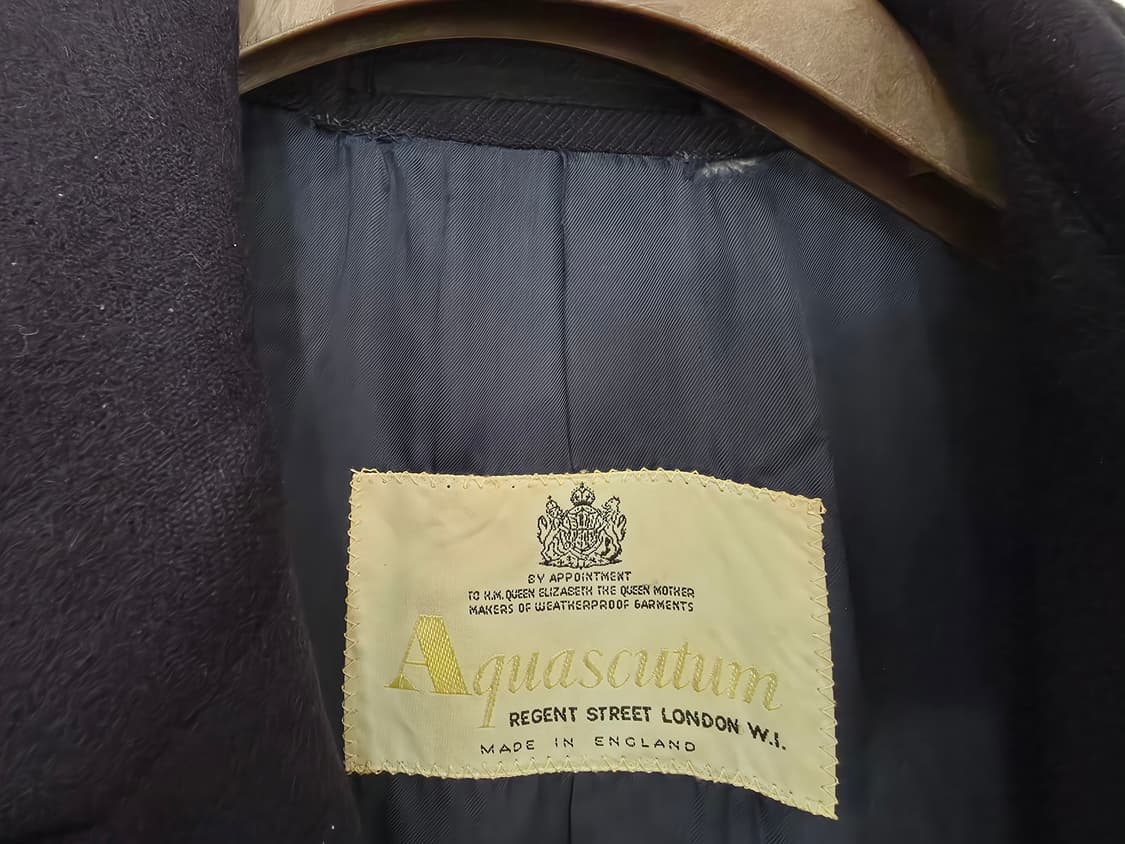 BY APPOINTMENT
TO H.M. QUEEN ELIZABETH THE QUEEN MOTHER
MAKERS OF WEATHERPROOF GARMENTS
Aquascutum
REGENT STREET LONDON W.I.
MADE IN ENGLAND